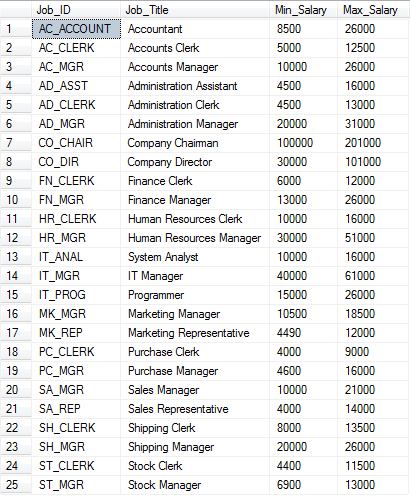 Job_ID Job_Title Min_Salary Max_Salary
1 AC_ACCOUNT Accountant 8500 26000
2 AC_CLERK Accounts Clerk 5000 12500
3 AC_MGR Accounts Manager 10000 26000
4 AD_ASST Administration Assistant 4500 16000
5 AD_CLERK Administration Clerk 4500 13000
6 AD_MGR Administration Manager 20000 31000
7 CO_CHAIR Company Chairman 100000 201000
8 CO_DIR Company Director 30000 101000
9 FN_CLERK Finance Clerk 6000 12000
10 FN_MGR Finance Manager 13000 26000
11 HR_CLERK Human Resources Clerk 10000 16000
12 HR_MGR Human Resources Manager 30000 51000
13 IT_ANAL System Analyst 10000 16000
14 IT_MGR IT Manager 40000 61000
15 IT_PROG Programmer 15000 26000
16 MK_MGR Marketing Manager 10500 18500
17 MK_REP Marketing Representative 4490 12000
18 PC_CLERK Purchase Clerk 4000 9000
19 PC_MGR Purchase Manager 4600 16000
20 SA_MGR Sales Manager 10000 21000
21 SA_REP Sales Representative 4000 14000
22 SH_CLERK Shipping Clerk 8000 13500
23 SH_MGR Shipping Manager 20000 26000
24 ST_CLERK Stock Clerk 4400 11500
25 ST_MGR Stock Manager 6900 13000